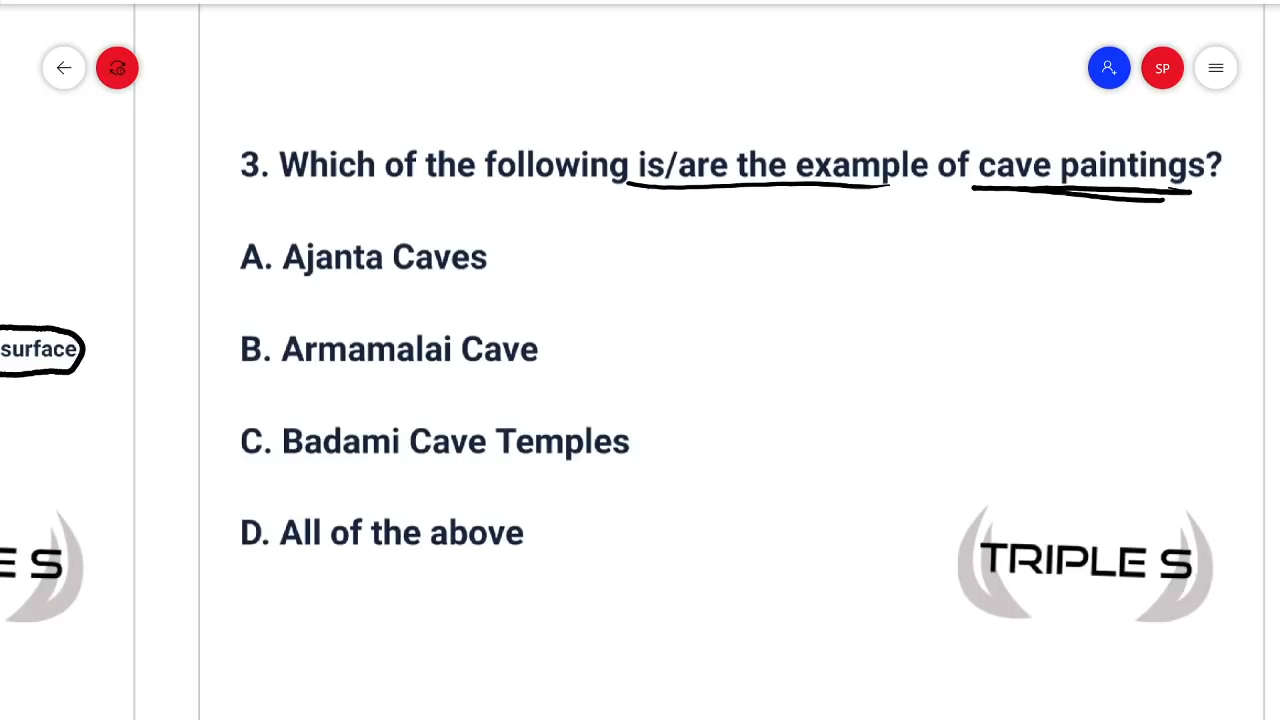 SP
3. Which of the following is/are the example of cave paintings?
A. Ajanta Caves
surface
B. Armamalai Cave
C. Badami Cave Temples
D. All of the above
E S
TRIPLE S